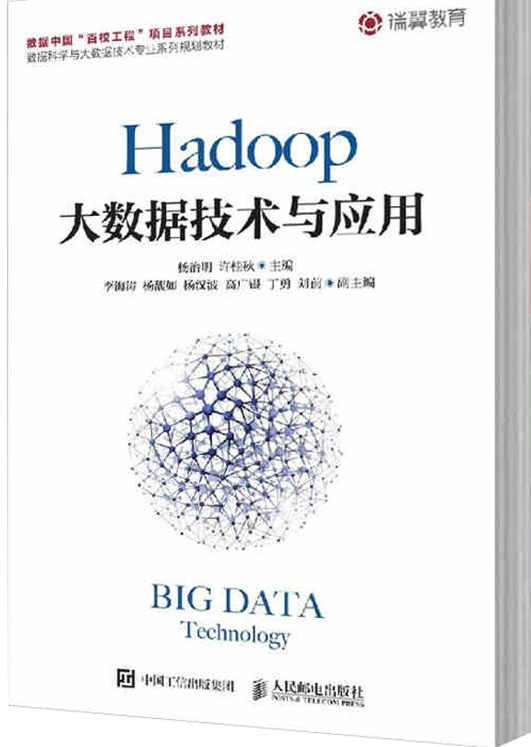 数据中国“百校工程”项目系列教材
数据科学与大数据技术专业系列规划教材
瑞翼教育
Hadoop
大数据技术与应用
杨治明 许桂秋 主编
李海涛 杨靓如 杨汉波 高广银 丁勇 刘前 副主编
BIG DATA
Technology
中国工信出版集团
人民邮电出版社
POSTS & TELECOM PRESS